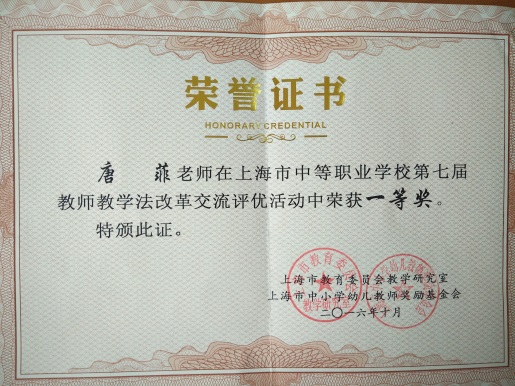 荣誉证书
HONORARY CREDENTIAL
唐 菲老师在上海市中等职业学校第七届
教师教学法改革交流评优活动中荣获一等奖。
特颁此证。
上海市教育委员会教学研究室
上海市中小学幼儿教师奖励基金会
二〇一六年十月